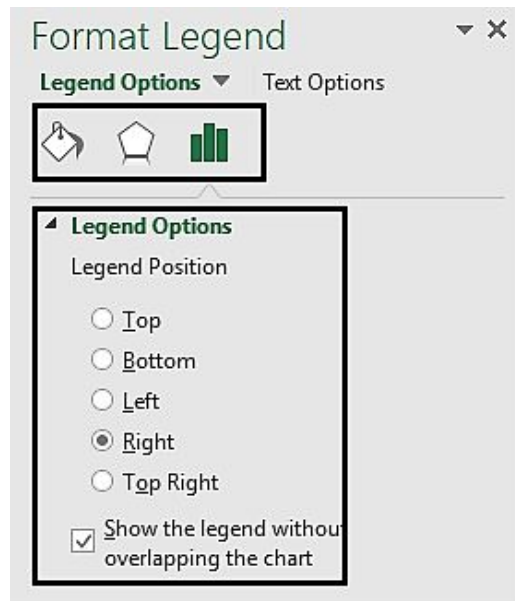 Format Legend
Legend Options Text Options
Legend Options
Legend Position
Top
Bottom
Left
Right
Top Right
Show the legend without
overlapping the chart